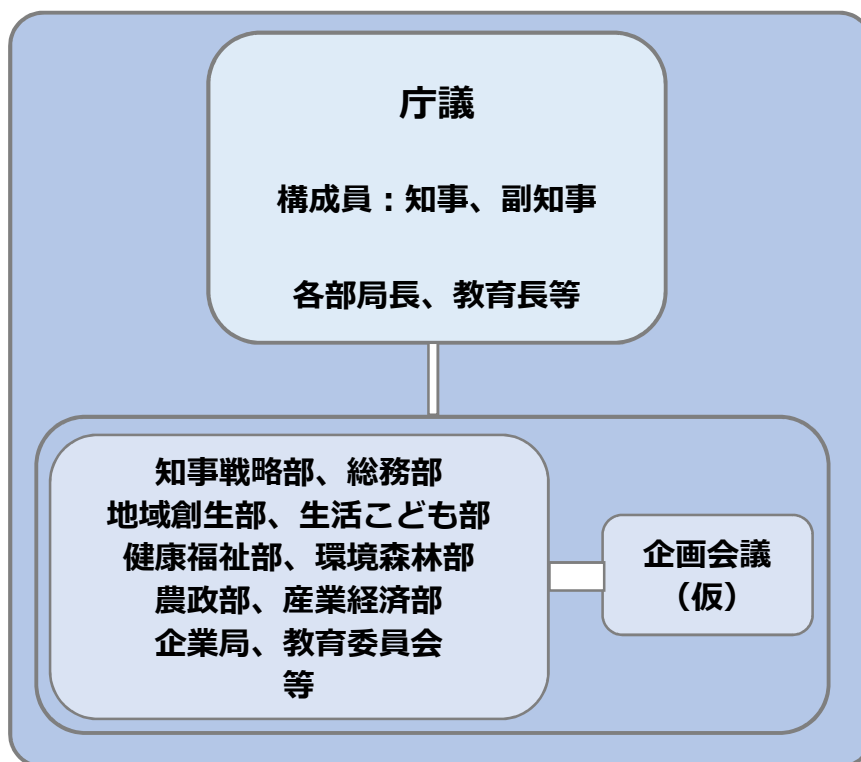 庁議
構成員：知事、副知事
各部局長、教育長等
知事戦略部、総務部
地域創生部、生活こども部
健康福祉部、環境森林部
農政部、産業経済部
企業局、教育委員会
等
企画会議
（仮）